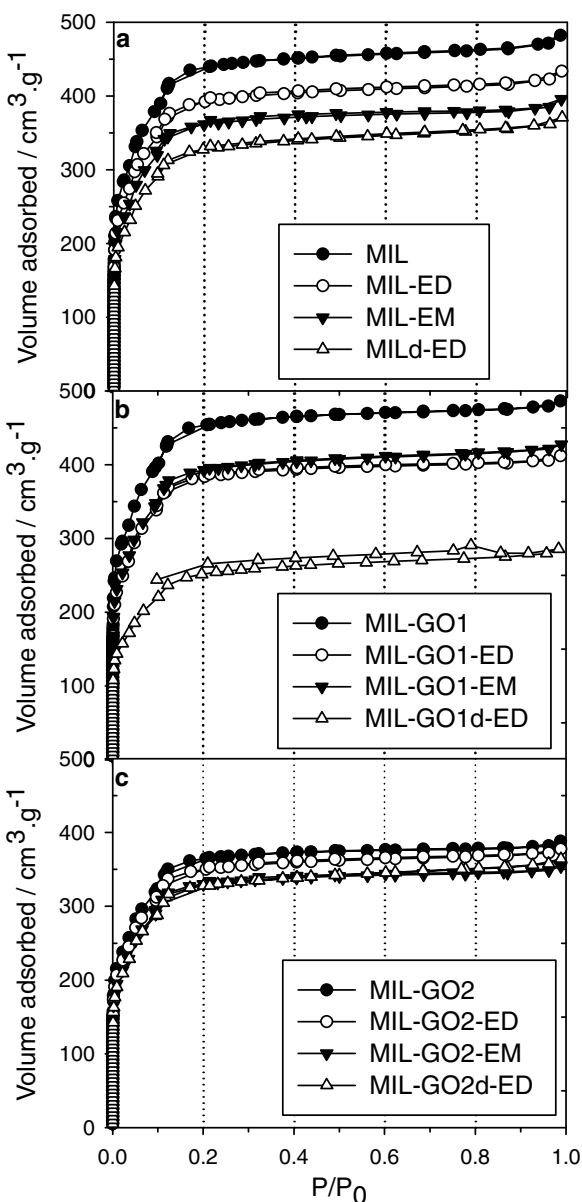 500
a
400
300
200
100
0
Volume adsorbed / cm³.g⁻¹
MIL
MIL-ED
MIL-EM
MILd-ED
500
b
400
300
200
100
0
Volume adsorbed / cm³.g⁻¹
MIL-GO1
MIL-GO1-ED
MIL-GO1-EM
MIL-GO1d-ED
500
c
400
300
200
100
0
Volume adsorbed / cm³.g⁻¹
MIL-GO2
MIL-GO2-ED
MIL-GO2-EM
MIL-GO2d-ED
0.0 0.2 0.4 0.6 0.8 1.0
P/P₀